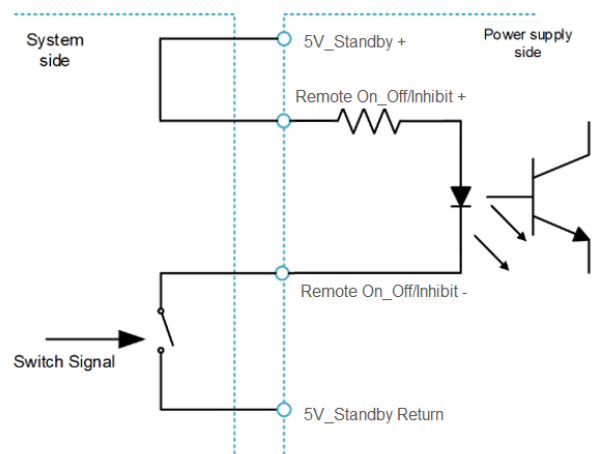 System
side
5V_Standby +
Power supply
side
Remote On_Off/Inhibit +
Remote On_Off/Inhibit -
Switch Signal
5V_Standby Return